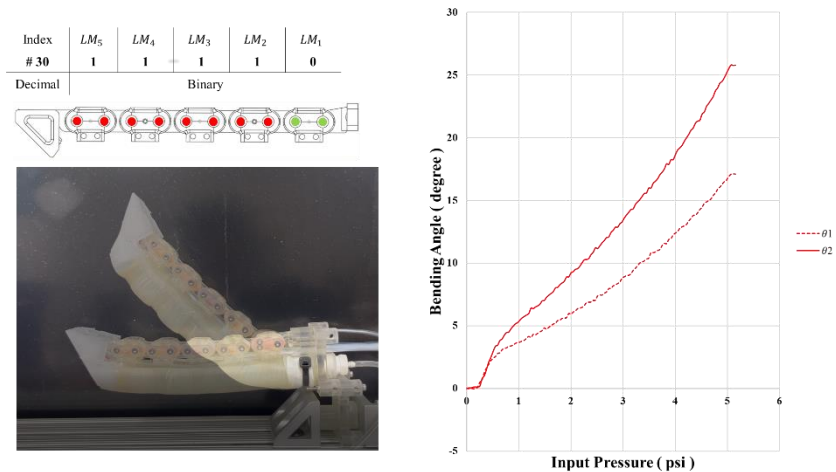 Index LM₅ LM₄ LM₃ LM₂ LM₁
# 30 1 1 1 1 0
Decimal Binary
30
25
20
15
10
5
0
-5
0 1 2 3 4 5 6
Bending Angle ( degree )
Input Pressure ( psi )
θ1
θ2